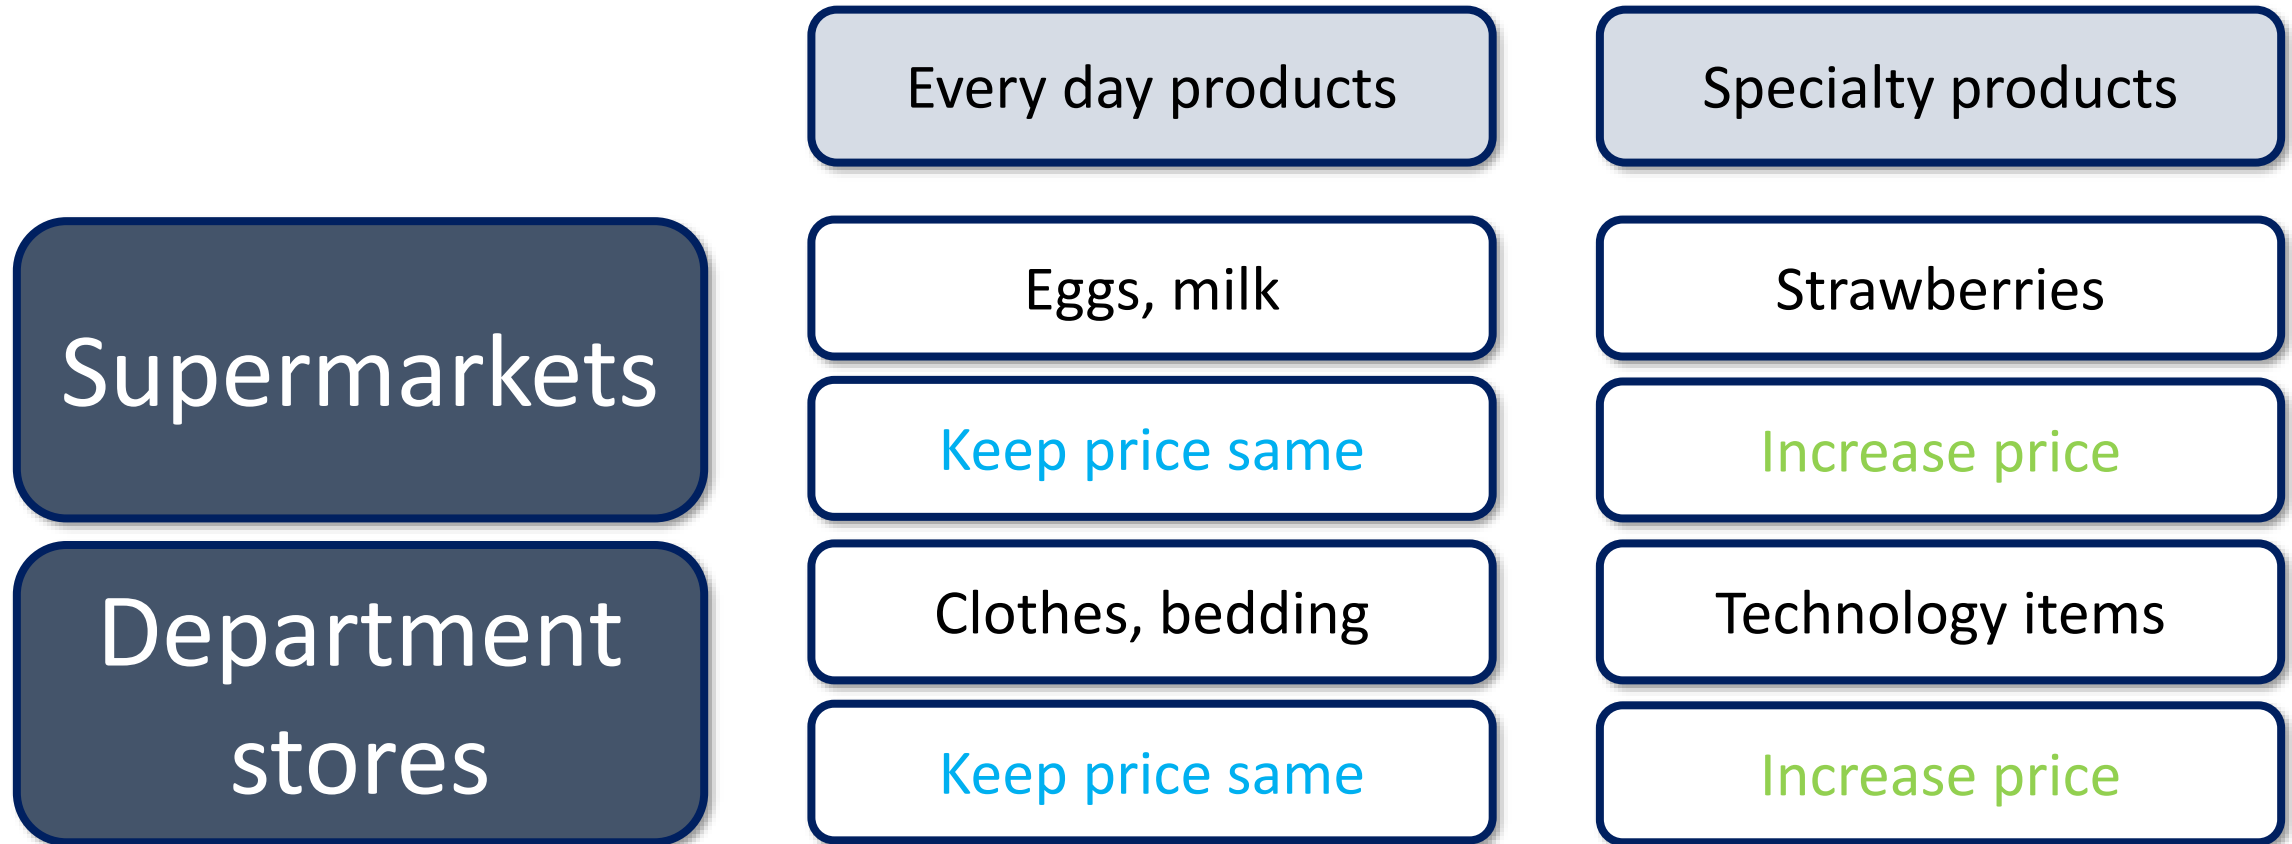 Every day products
Specialty products
Supermarkets
Eggs, milk
Strawberries
Keep price same
Increase price
Department
stores
Clothes, bedding
Technology items
Keep price same
Increase price